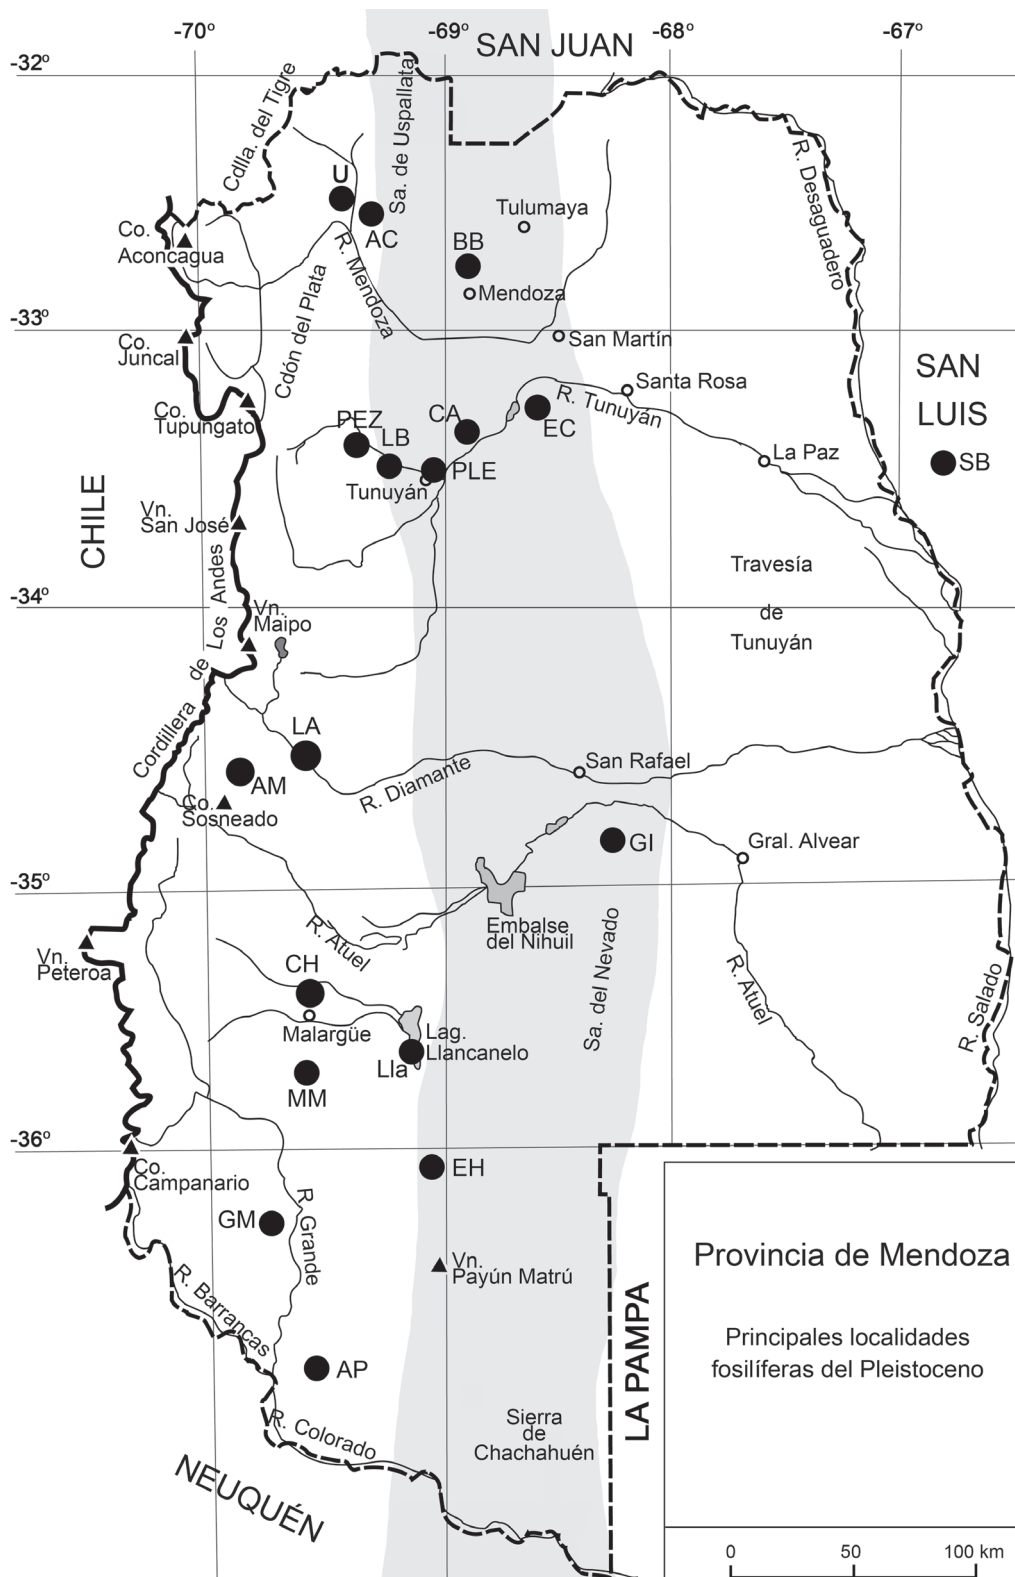 -70º
-69º
-68º
-67º
SAN JUAN
-32º
Cdlla. del Tigre
Sa. de Uspallata
R. Desaguadero
U
AC
Tulumaya
Co.
Aconcagua
BB
Mendoza
R. Mendoza
Cdón del Plata
-33º
Co.
Juncal
San Martín
SAN
LUIS
Santa Rosa
R. Tunuyán
Co.
Tupungato
PEZ
LB
CA
EC
PLE
La Paz
SB
Tunuyán
CHILE
Vn.
San José
Travesía
de
Tunuyán
-34º
Vn.
Maipo
Cordillera de Los Andes
LA
AM
San Rafael
R. Diamante
Co.
Sosneado
GI
Gral. Alvear
-35º
Embalse
del Nihuil
R. Atuel
Vn.
Peteroa
CH
Sa. del Nevado
R. Atuel
R. Salado
Malargüe
Lag.
Llancanelo
Lla
MM
-36º
Co.
Campanario
EH
GM
R Grande
Vn.
Payún Matrú
R. Barrancas
AP
LA PAMPA
Provincia de Mendoza
Principales localidades
fosilíferas del Pleistoceno
R. Colorado
Sierra
de
Chachahuén
NEUQUÉN
0 50 100 km